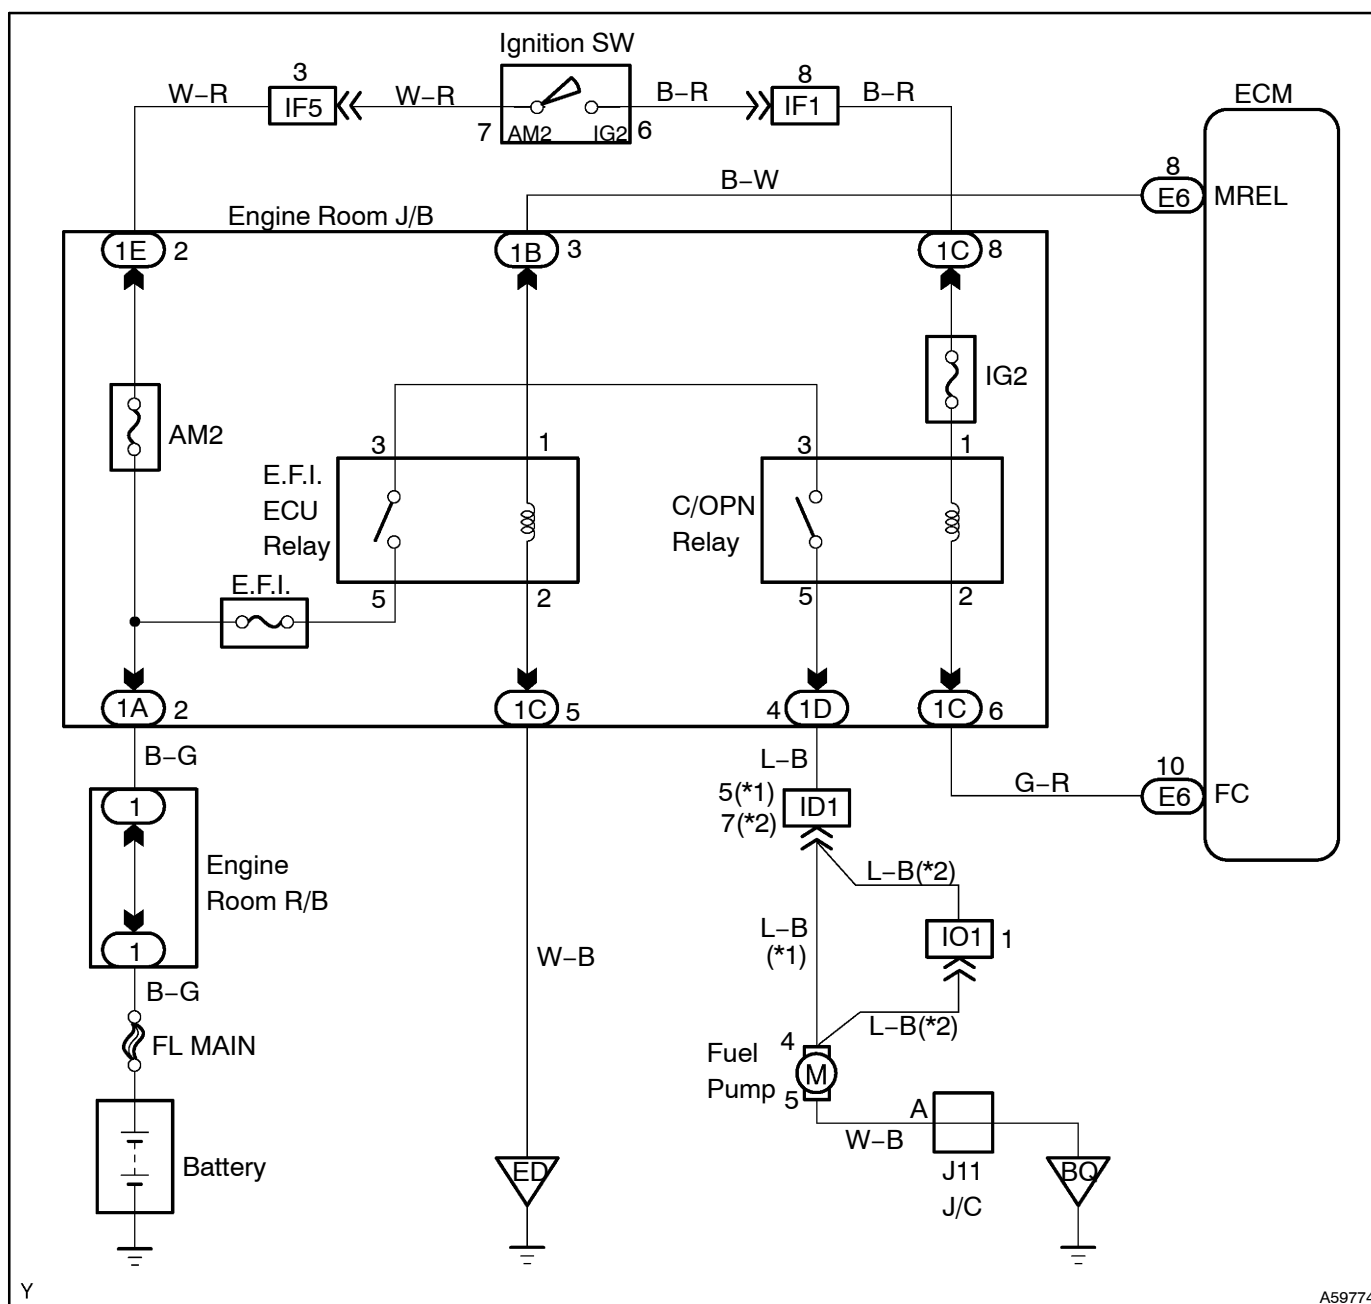 Ignition SW
3
IF5
W–R
W–R
7
AM2
IG2
6
B–R
8
IF1
B–R
ECM
B–W
8
E6
MREL
Engine Room J/B
1E
2
1B
3
1C
8
AM2
IG2
3
1
3
1
E.F.I.
ECU
Relay
C/OPN
Relay
E.F.I.
5
2
5
2
1A
2
1C
5
4
1D
1C
6
B–G
L–B
G–R
10
E6
FC
1
5(*1)
7(*2)
ID1
Engine
Room R/B
L–B(*2)
1
L–B
(*1)
IO1
1
W–B
B–G
L–B(*2)
FL MAIN
Fuel
Pump
4
M
5
A
W–B
J11
J/C
Battery
ED
BQ
Y
A59774